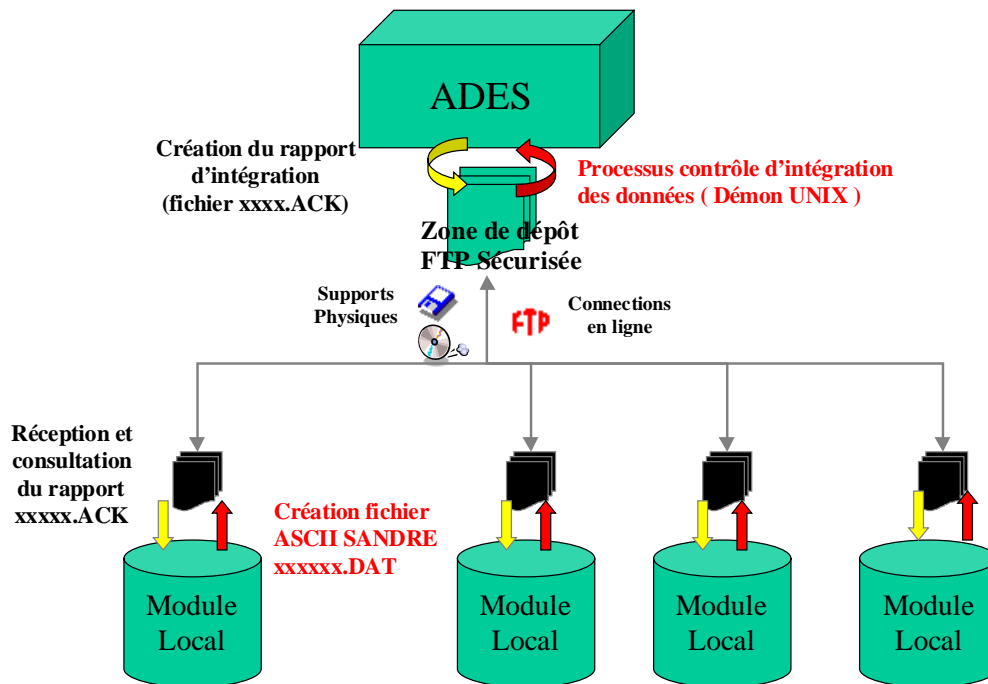 ADES
Création du rapport
d’intégration
(fichier xxxx.ACK)
Processus contrôle d’intégration
des données ( Démon UNIX )
Zone de dépôt
FTP Sécurisée
Supports
Physiques
FTP
Connections
en ligne
Réception et
consultation
du rapport
xxxxx.ACK
Création fichier
ASCII SANDRE
xxxxxx.DAT
Module
Local
Module
Local
Module
Local
Module
Local